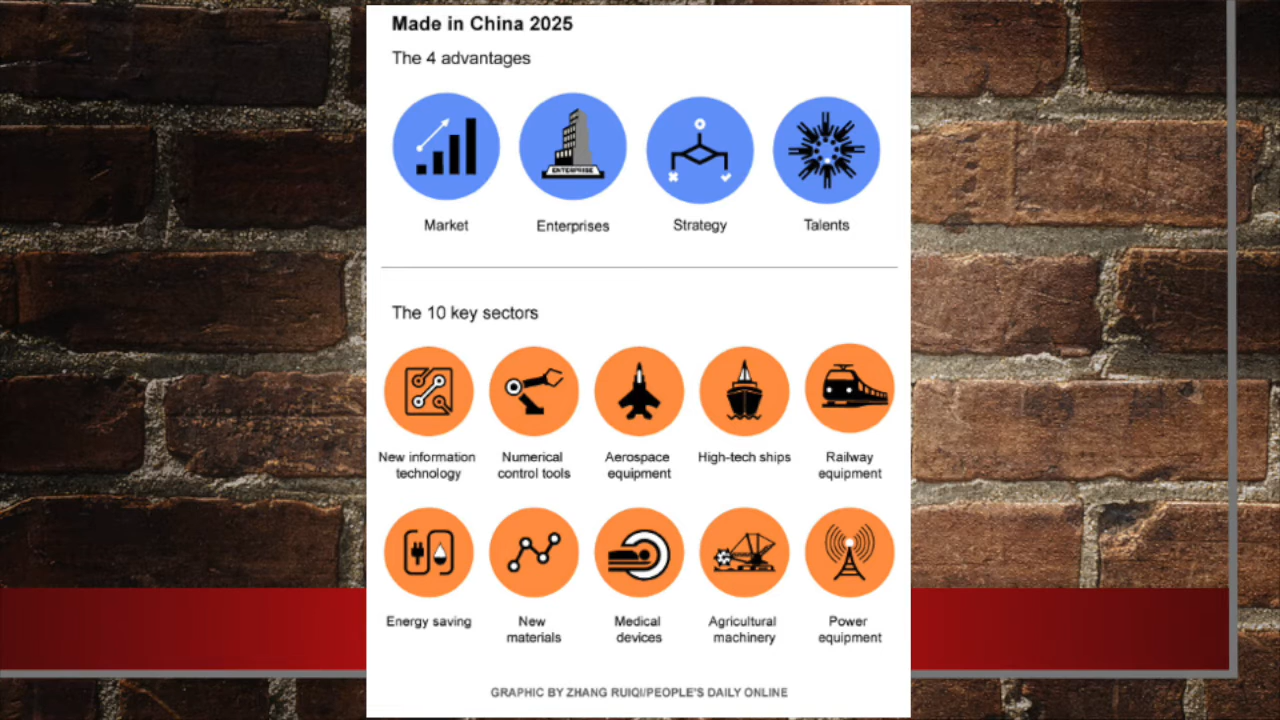 Made in China 2025
The 4 advantages
ENTERPRISE
Market
Enterprises
Strategy
Talents
The 10 key sectors
New information
technology
Numerical
control tools
Aerospace
equipment
High-tech ships
Railway
equipment
Energy saving
New
materials
Medical
devices
Agricultural
machinery
Power
equipment
GRAPHIC BY ZHANG RUIQI/PEOPLE'S DAILY ONLINE